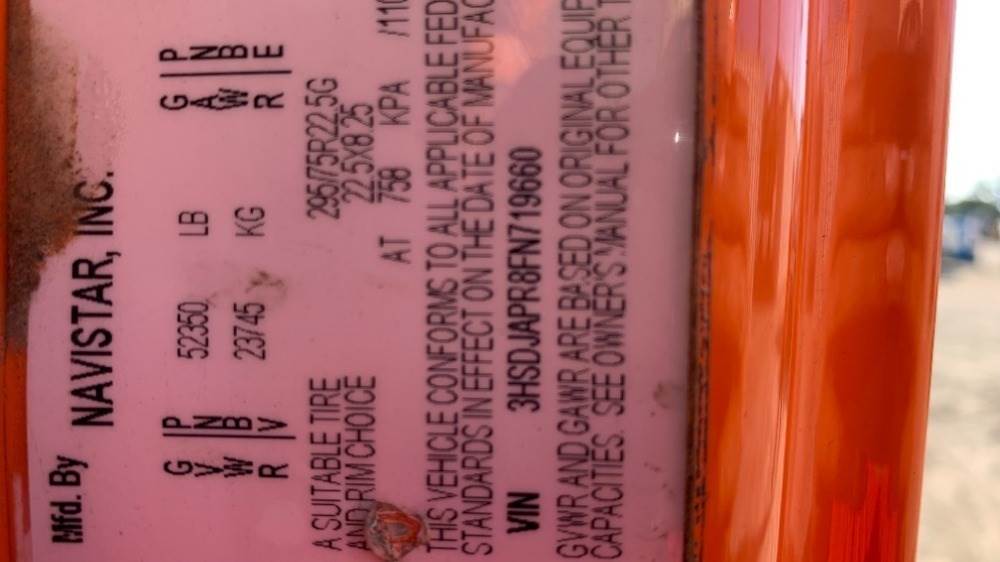 Mfd. By NAVISTAR, INC.
G P
V N 52350 LB G P
W B 23745 KG A N
R V W B
R E
A SUITABLE TIRE 295/75R22.5G
AND RIM CHOICE 22.5X8.25
AT 758 KPA /110
THIS VEHICLE CONFORMS TO ALL APPLICABLE FED
STANDARDS IN EFFECT ON THE DATE OF MANUFAC
VIN 3HSDJAPR8FN719660
GVWR AND GAWR ARE BASED ON ORIGINAL EQUIP
CAPACITIES. SEE OWNER'S MANUAL FOR OTHER T